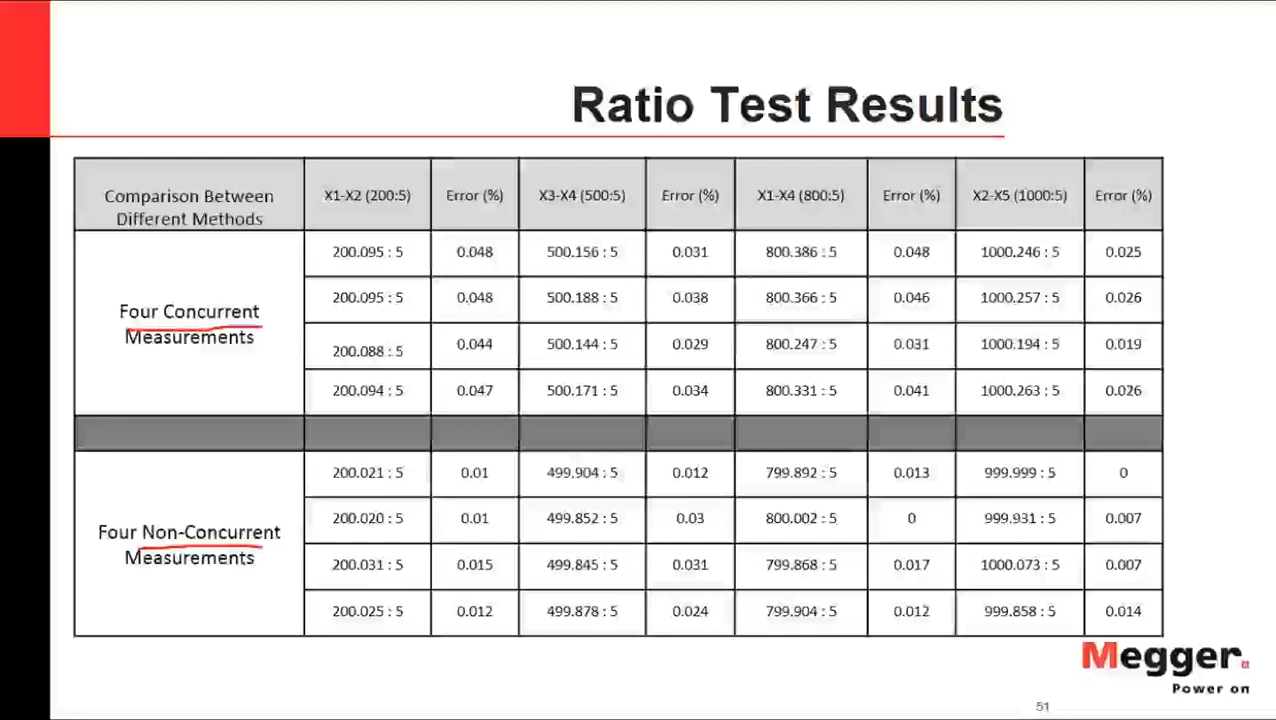 Ratio Test Results
Comparison Between
Different Methods
X1-X2 (200:5)
Error (%)
X3-X4 (500:5)
Error (%)
X1-X4 (800:5)
Error (%)
X2-X5 (1000:5)
Error (%)
Four Concurrent
Measurements
200.095 : 5
0.048
500.156 : 5
0.031
800.386 : 5
0.048
1000.246 : 5
0.025
200.095 : 5
0.048
500.188 : 5
0.038
800.366 : 5
0.046
1000.257 : 5
0.026
200.088 : 5
0.044
500.144 : 5
0.029
800.247 : 5
0.031
1000.194 : 5
0.019
200.094 : 5
0.047
500.171 : 5
0.034
800.331 : 5
0.041
1000.263 : 5
0.026
Four Non-Concurrent
Measurements
200.021 : 5
0.01
499.904 : 5
0.012
799.892 : 5
0.013
999.999 : 5
0
200.020 : 5
0.01
499.852 : 5
0.03
800.002 : 5
0
999.931 : 5
0.007
200.031 : 5
0.015
499.845 : 5
0.031
799.868 : 5
0.017
1000.073 : 5
0.007
200.025 : 5
0.012
499.878 : 5
0.024
799.904 : 5
0.012
999.858 : 5
0.014
Megger.
Power on
51